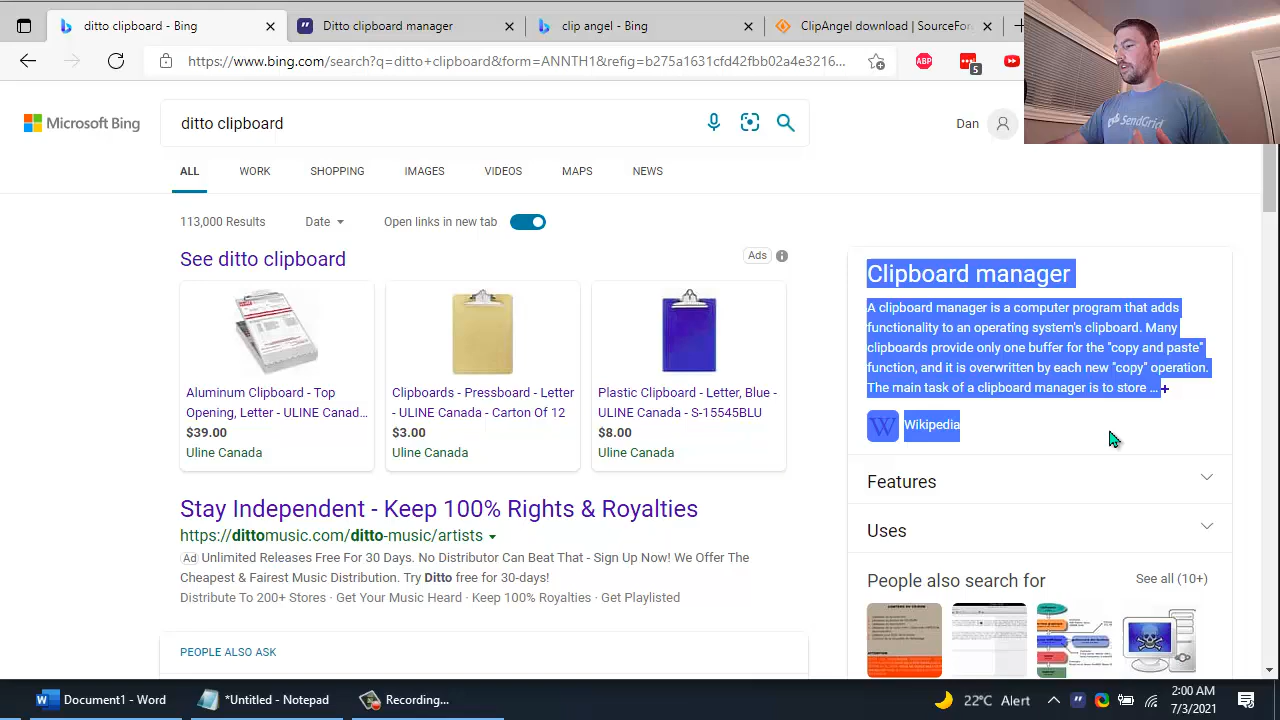 ditto clipboard - Bing
Ditto clipboard manager
clip angel - Bing
ClipAngel download | SourceFor
https://www.bing.com/search?q=ditto+clipboard&form=ANNTH1&refig=b275a1631cfd42fbb02a4e3216...
ABP
5
SendGrid
Microsoft Bing
ditto clipboard
Dan
ALL WORK SHOPPING IMAGES VIDEOS MAPS NEWS
113,000 Results Date Open links in new tab
See ditto clipboard
Ads
Aluminum Clipboard - Top
Opening, Letter - ULINE Canad...
$39.00
Uline Canada
Clipboards - Pressboard - Letter
- ULINE Canada - Carton Of 12
$3.00
Uline Canada
Plastic Clipboard - Letter, Blue -
ULINE Canada - S-15545BLU
$8.00
Uline Canada
Stay Independent - Keep 100% Rights & Royalties
https://dittomusic.com/ditto-music/artists
Ad Unlimited Releases Free For 30 Days. No Distributor Can Beat That - Sign Up Now! We Offer The
Cheapest & Fairest Music Distribution. Try Ditto free for 30-days!
Distribute To 200+ Stores · Get Your Music Heard · Keep 100% Royalties · Get Playlisted
PEOPLE ALSO ASK
Clipboard manager
A clipboard manager is a computer program that adds
functionality to an operating system's clipboard. Many
clipboards provide only one buffer for the "copy and paste"
function, and it is overwritten by each new "copy" operation.
The main task of a clipboard manager is to store ...
W Wikipedia
Features
Uses
People also search for
See all (10+)
Document1 - Word
*Untitled - Notepad
Recording...
22°C Alert
2:00 AM
7/3/2021